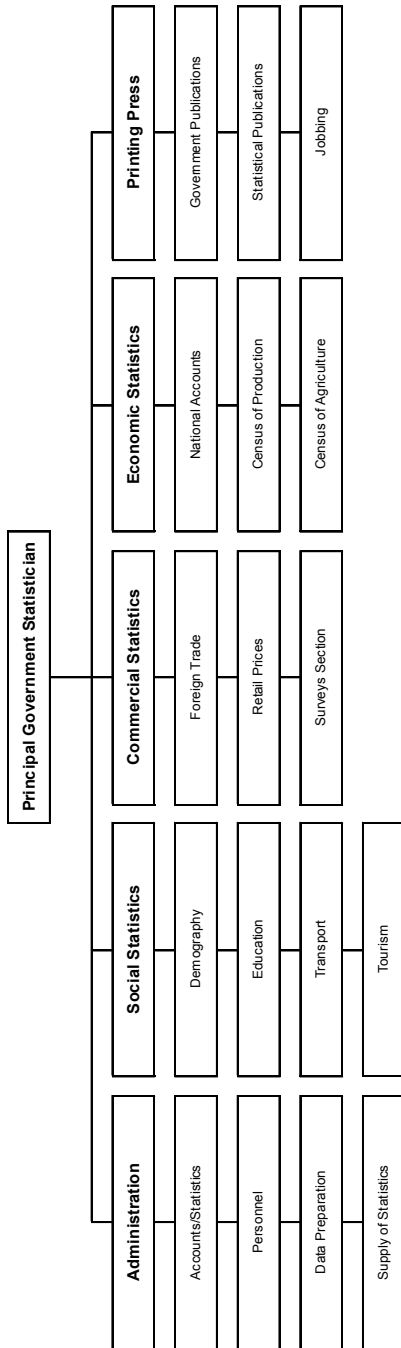 Principal Government Statistician
Administration
Accounts/Statistics
Personnel
Data Preparation
Supply of Statistics
Social Statistics
Demography
Education
Transport
Tourism
Commercial Statistics
Foreign Trade
Retail Prices
Surveys Section
Economic Statistics
National Accounts
Census of Production
Census of Agriculture
Printing Press
Government Publications
Statistical Publications
Jobbing